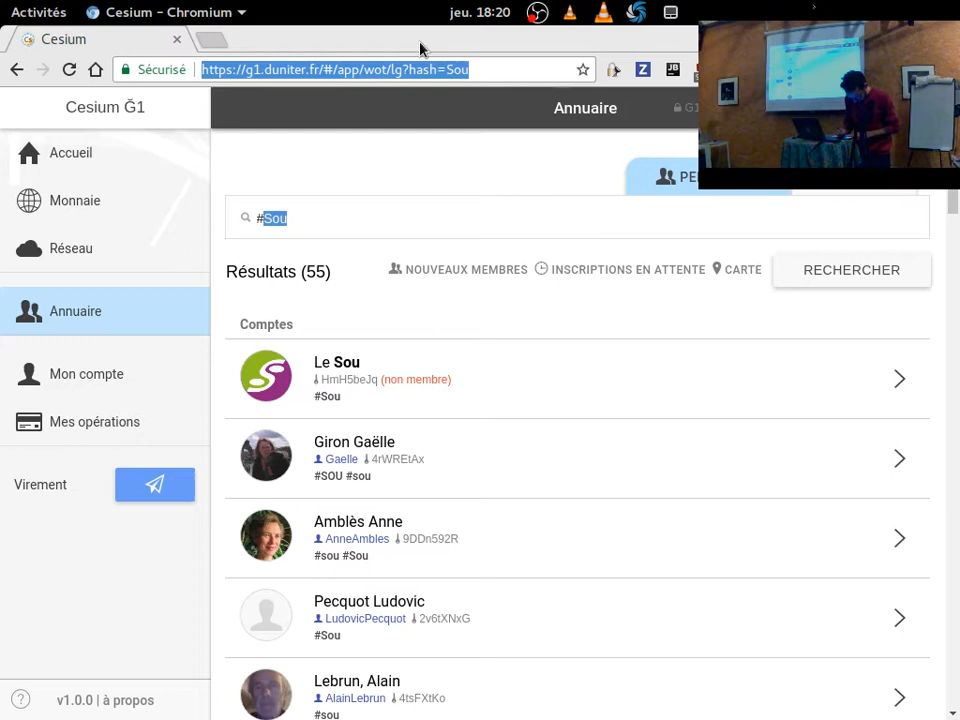 Activités
Cesium – Chromium
jeu. 18:20
Cesium
Sécurisé
https://g1.duniter.fr/#/app/wot/lg?hash=Sou
Cesium Ğ1
Annuaire
G1
Accueil
Monnaie
Réseau
Annuaire
Mon compte
Mes opérations
Virement
v1.0.0 | à propos
#Sou
Résultats (55)
NOUVEAUX MEMBRES
INSCRIPTIONS EN ATTENTE
CARTE
RECHERCHER
Comptes
Le Sou
HmH5beJq (non membre)
#Sou
Giron Gaëlle
Gaelle 4rWREtAx
#SOU #sou
Amblès Anne
AnneAmbles 9DDn592R
#sou #Sou
Pecquot Ludovic
LudovicPecquot 2v6tXNxG
#Sou
Lebrun, Alain
AlainLebrun 4tsFXtKo
#sou